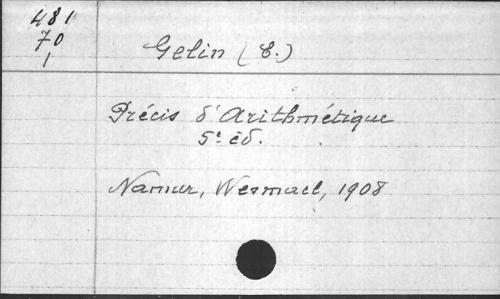 481
70
1
Gelin (E.)
Précis d'Arithmétique
5e éd.
Namur, Wesmael, 1908